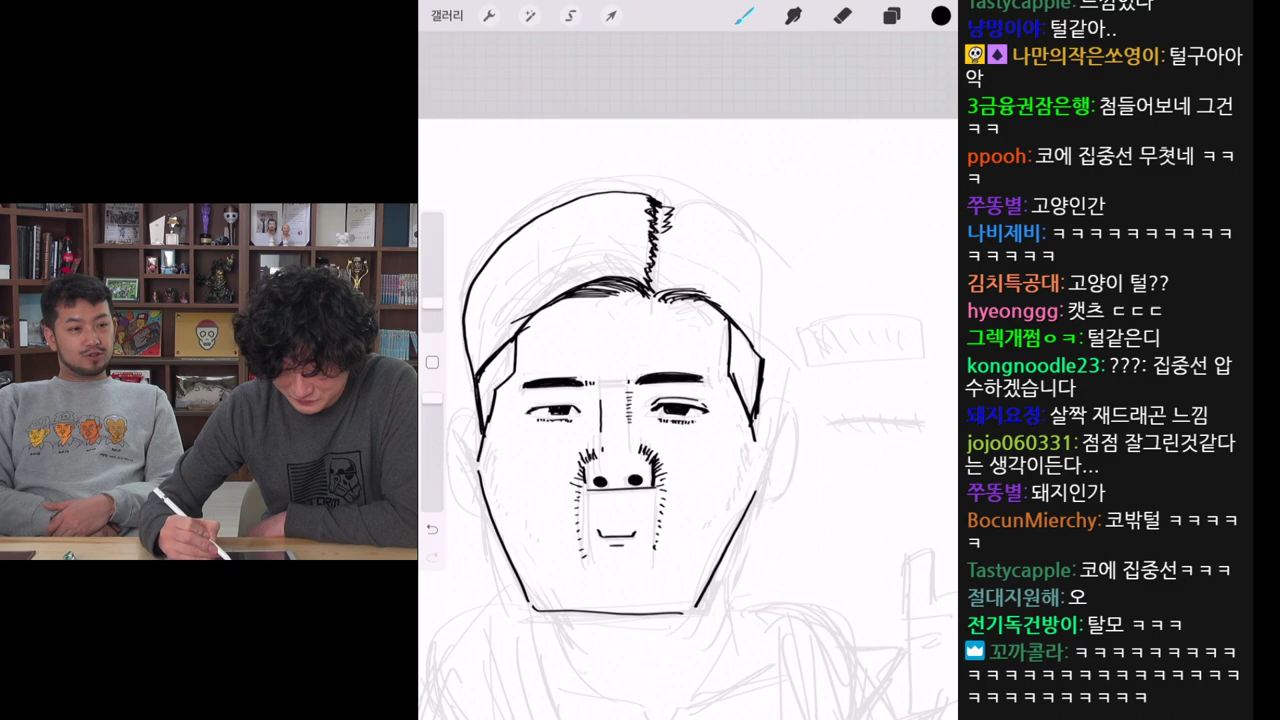 갤러리
Tastycapple: 느낌있다
냥멍이야: 털같아..
나만의작은쏘영이: 털구아아
악
3금융권잠은행: 첨들어보네 그건
ㅋㅋ
ppooh: 코에 집중선 무쳣네 ㅋㅋ
ㅋ
쭈똥별: 고양인간
나비제비: ㅋㅋㅋㅋㅋㅋㅋㅋㅋㅋ
ㅋㅋㅋㅋㅋ
김치특공대: 고양이 털??
hyeonggg: 캣츠 ㄷㄷㄷ
그렉개쩜ㅇㅋ: 털같은디
kongnoodle23: ???: 집중선 압
수하겠습니다
돼지요정: 살짝 재드래곤 느낌
jojo060331: 점점 잘그린것같다
는 생각이든다...
쭈똥별: 돼지인가
BocunMierchy: 코밖털 ㅋㅋㅋㅋ
ㅋ
Tastycapple: 코에 집중선ㅋㅋㅋ
절대지원해: 오
전기독건방이: 탈모 ㅋㅋㅋ
꼬까콜라: ㅋㅋㅋㅋㅋㅋㅋㅋㅋ
ㅋㅋㅋㅋㅋㅋㅋㅋㅋㅋㅋㅋㅋㅋㅋ
ㅋㅋㅋㅋㅋㅋㅋㅋㅋㅋ